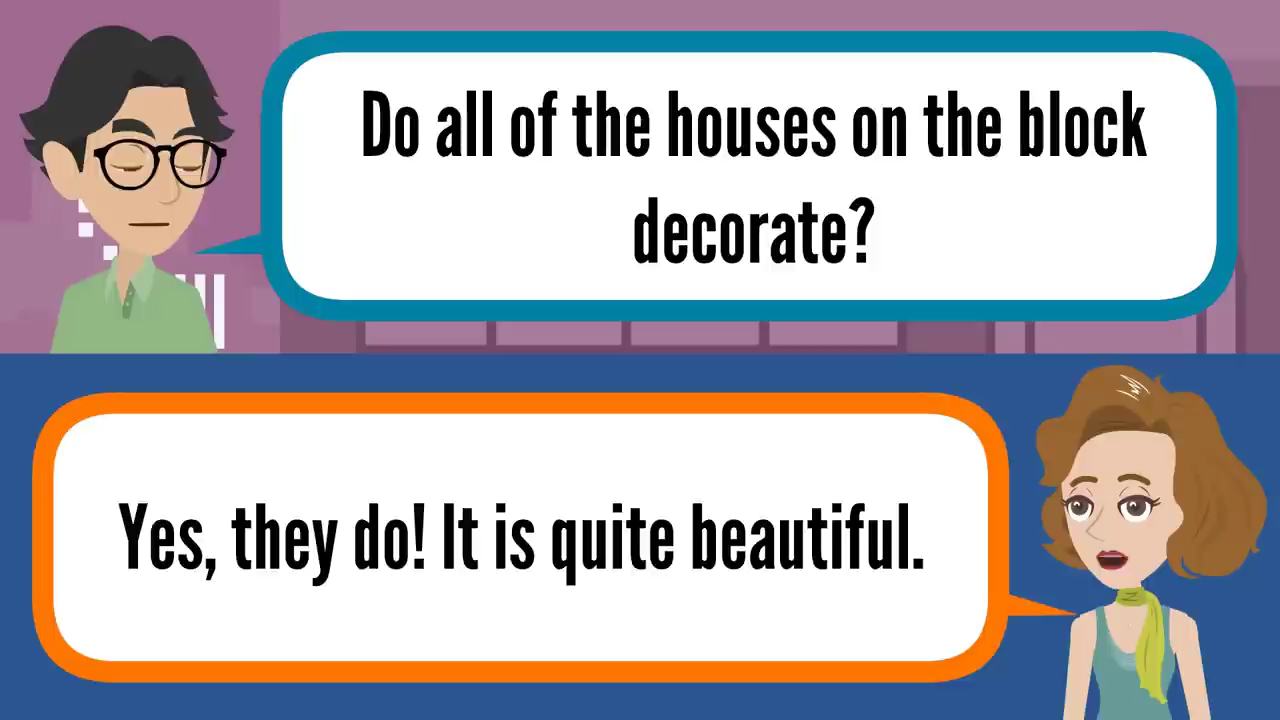 Do all of the houses on the block
decorate?
Yes, they do! It is quite beautiful.